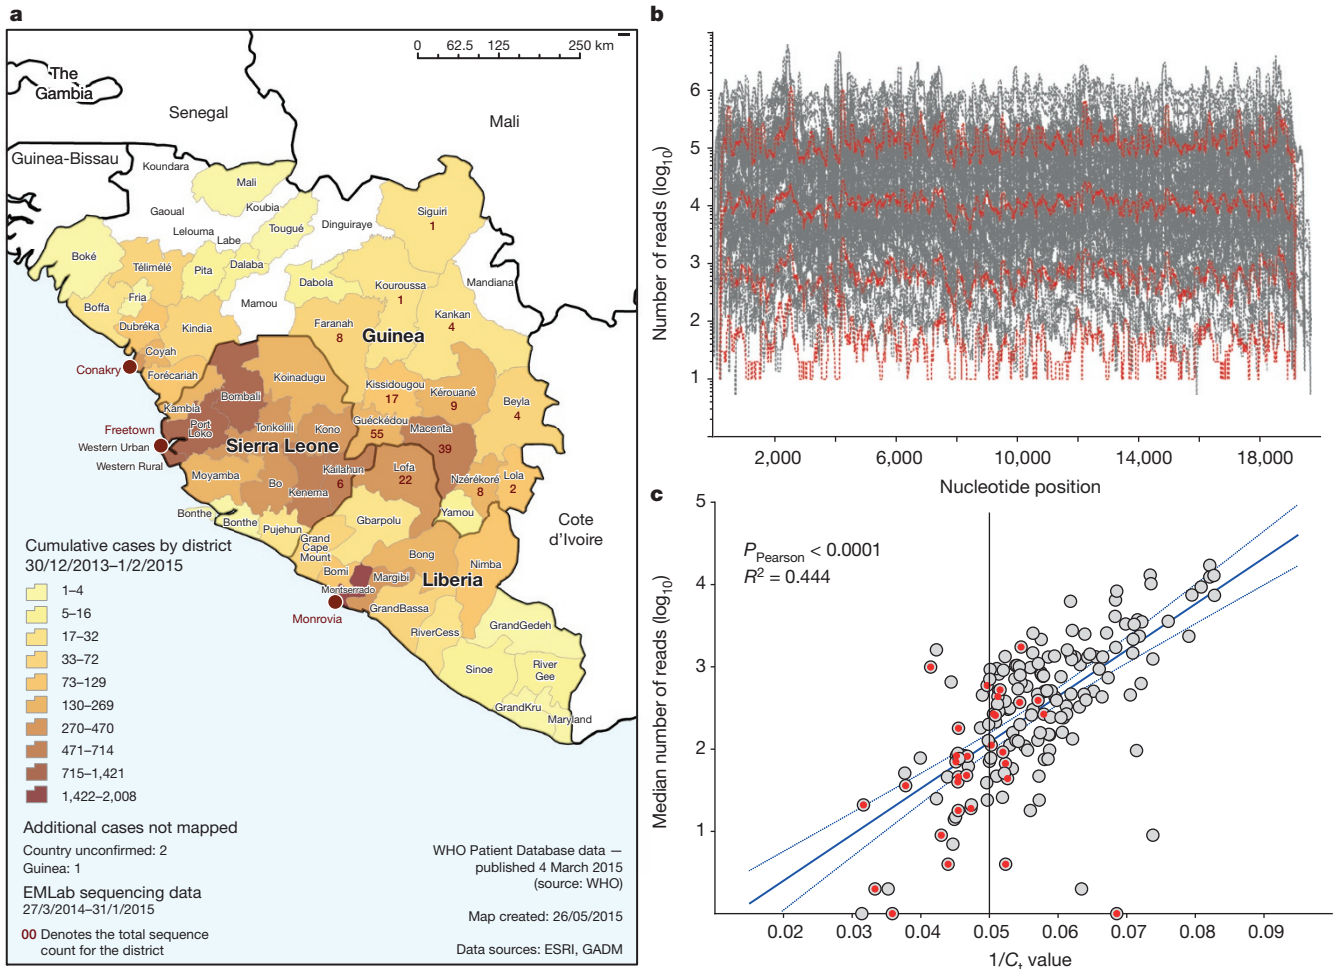 a
0 62.5 125 250 km
The
Gambia
Senegal
Mali
Guinea-Bissau
Koundara
Mali
Gaoual
Koubia
Lelouma
Labe
Tougué
Dinguiraye
Siguiri
1
Boké
Télimélé
Pita
Dalaba
Dabola
Kouroussa
1
Mandiana
Fria
Boffa
Mamou
Kankan
4
Dubréka
Kindia
Faranah
8
Guinea
Coyah
Conakry
Forécariah
Koinadugu
Kissidougou
17
Kérouané
9
Beyla
4
Kambia
Bombali
Port
Loko
Tonkolili
Kono
Guéckédou
55
Macenta
39
Freetown
Western Urban
Western Rural
Sierra Leone
Moyamba
Bo
Kailahun
6
Kenema
Lofa
22
Nzérékoré
8
Lola
2
Bonthe
Bonthe
Pujehun
Gbarpolu
Yamou
Cote
d’Ivoire
Grand
Cape
Mount
Bomi
Bong
Nimba
Margibi
Liberia
Montserrado
Monrovia
GrandBassa
RiverCess
GrandGedeh
Sinoe
River
Gee
GrandKru
Maryland
Cumulative cases by district
30/12/2013–1/2/2015
1–4
5–16
17–32
33–72
73–129
130–269
270–470
471–714
715–1,421
1,422–2,008
Additional cases not mapped
Country unconfirmed: 2
Guinea: 1
EMLab sequencing data
27/3/2014–31/1/2015
00 Denotes the total sequence
count for the district
WHO Patient Database data —
published 4 March 2015
(source: WHO)
Map created: 26/05/2015
Data sources: ESRI, GADM
b
Number of reads (log10)
6
5
4
3
2
1
2,000 6,000 10,000 14,000 18,000
Nucleotide position
c
Median number of reads (log10)
5
4
3
2
1
PPearson < 0.0001
R² = 0.444
0.02 0.03 0.04 0.05 0.06 0.07 0.08 0.09
1/Ct value